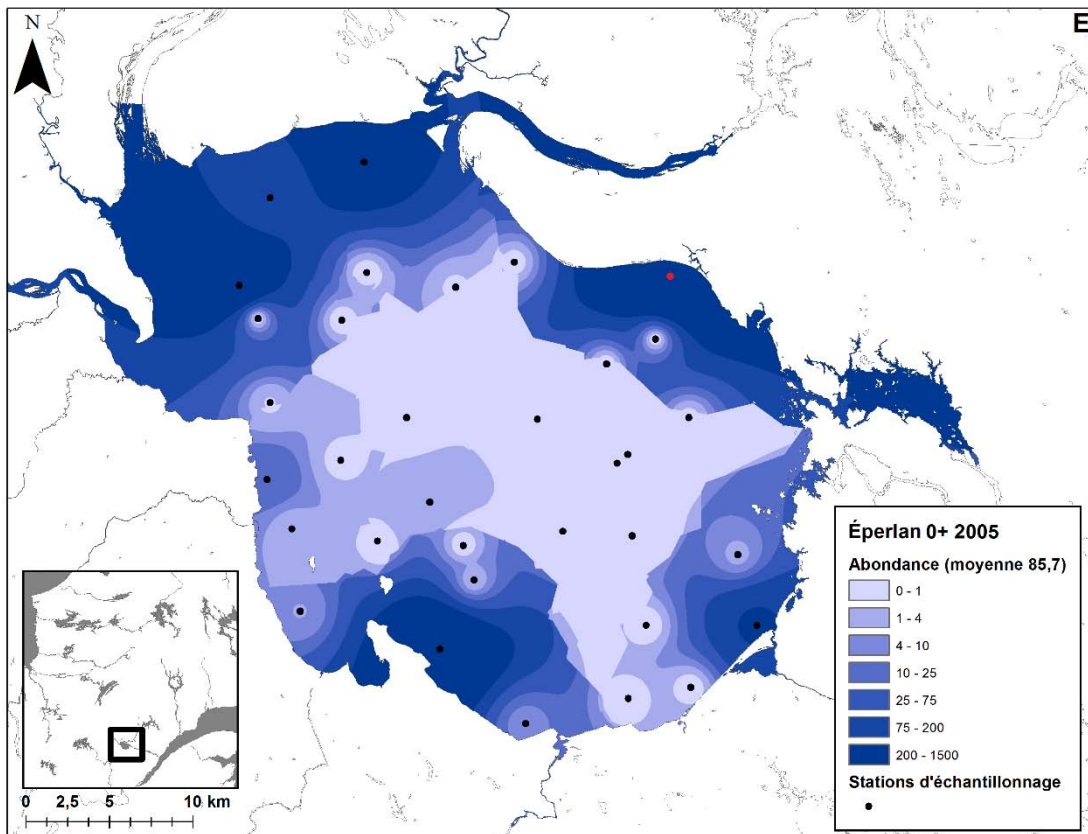 N
E
Éperlan 0+ 2005
Abondance (moyenne 85,7)
0 - 1
1 - 4
4 - 10
10 - 25
25 - 75
75 - 200
200 - 1500
Stations d'échantillonnage
0 2,5 5 10 km